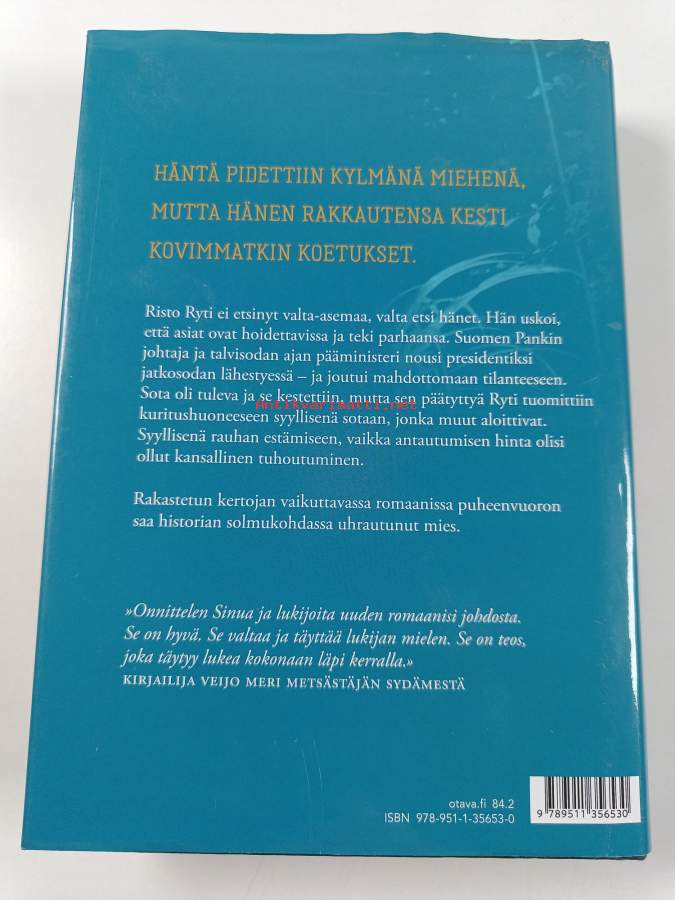 HÄNTÄ PIDETTIIN KYLMÄNÄ MIEHENÄ,
MUTTA HÄNEN RAKKAUTENSA KESTI
KOVIMMATKIN KOETUKSET.
Risto Ryti ei etsinyt valta-asemaa, valta etsi hänet. Hän uskoi,
että asiat ovat hoidettavissa ja teki parhaansa. Suomen Pankin
johtaja ja talvisodan ajan pääministeri nousi presidentiksi
jatkosodan lähestyessä – ja joutui mahdottomaan tilanteeseen.
Sota oli tuleva ja se kestettiin, mutta sen päätyttyä Ryti tuomittiin
Antikvarisaatti.net
kuritushuoneeseen syyllisenä sotaan, jonka muut aloittivat.
Syyllisenä rauhan estämiseen, vaikka antautumisen hinta olisi
ollut kansallinen tuhoutuminen.
Rakastetun kertojan vaikuttavassa romaanissa puheenvuoron
saa historian solmukohdassa uhrautunut mies.
»Onnittelen Sinua ja lukijoita uuden romaanisi johdosta.
Se on hyvä. Se valtaa ja täyttää lukijan mielen. Se on teos,
joka täytyy lukea kokonaan läpi kerralla.»
KIRJAILIJA VEIJO MERI METSÄSTÄJÄN SYDÄMESTÄ
otava.fi 84.2
ISBN 978-951-1-35653-0
9 789511 356530